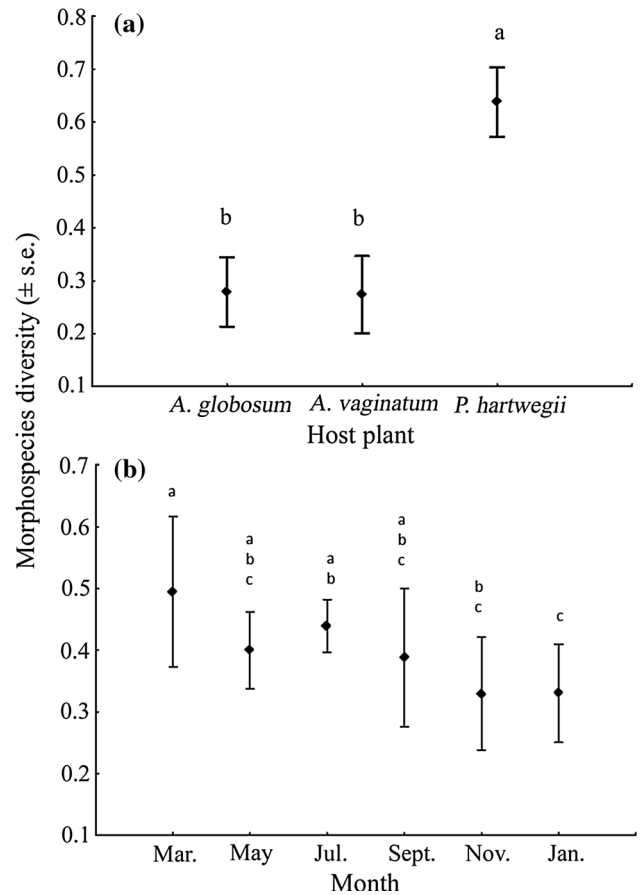 (a)
0.8
0.7
0.6
0.5
0.4
0.3
0.2
0.1
b
b
a
A. globosum A. vaginatum P. hartwegii
Host plant
Morphospecies diversity (± s.e.)
(b)
0.7
0.6
0.5
0.4
0.3
0.2
0.1
a
a
b
c
a
b
a
b
c
b
c
c
Mar. May Jul. Sept. Nov. Jan.
Month